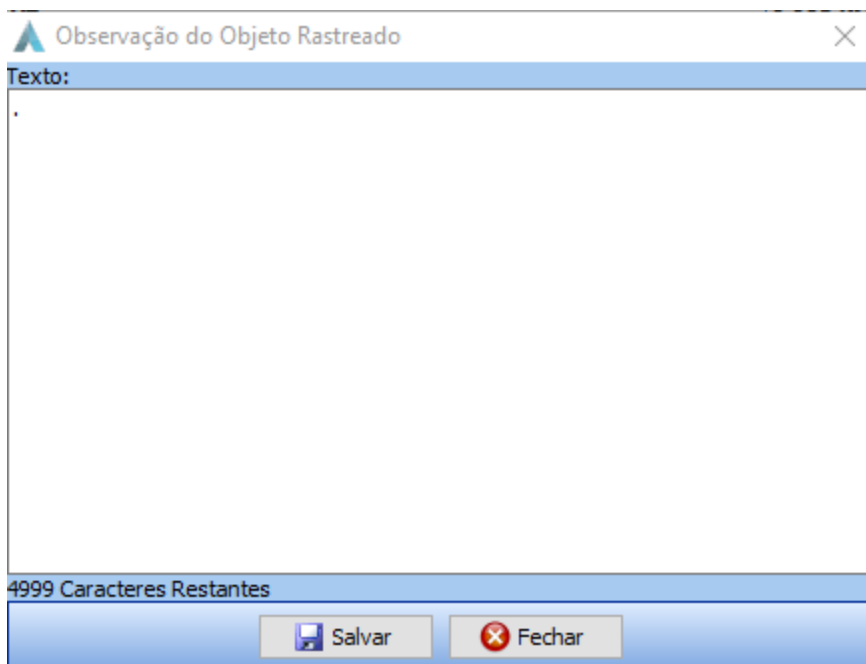 Observação do Objeto Rastreado
Texto:
.
4999 Caracteres Restantes
Salvar
Fechar